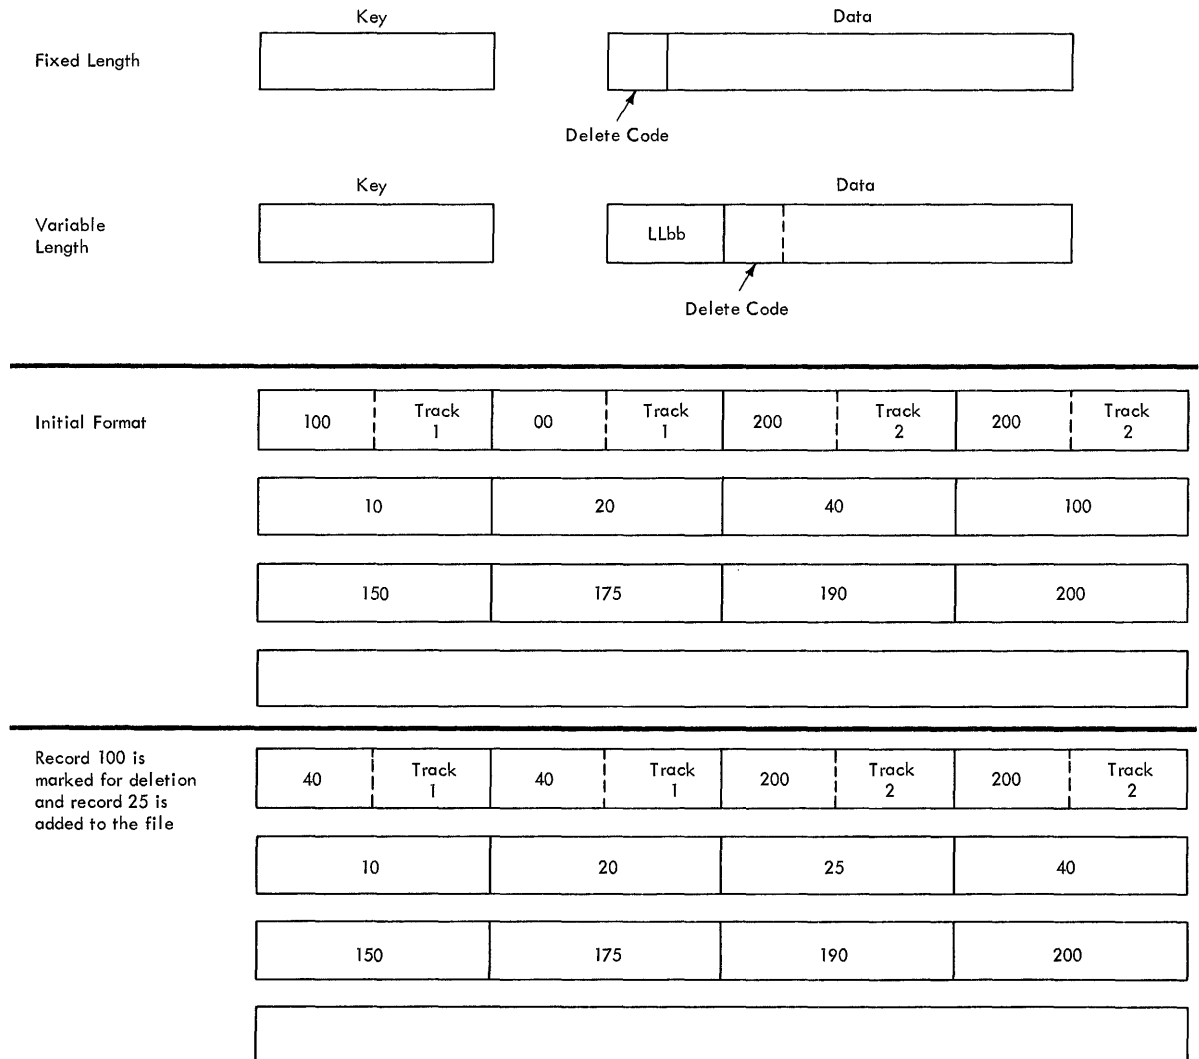 Key Data
Fixed Length
Delete Code
Key Data
Variable
Length
LLbb
Delete Code
Initial Format
100 Track 1 00 Track 1 200 Track 2 200 Track 2
10 20 40 100
150 175 190 200
Record 100 is
marked for deletion
and record 25 is
added to the file
40 Track 1 40 Track 1 200 Track 2 200 Track 2
10 20 25 40
150 175 190 200